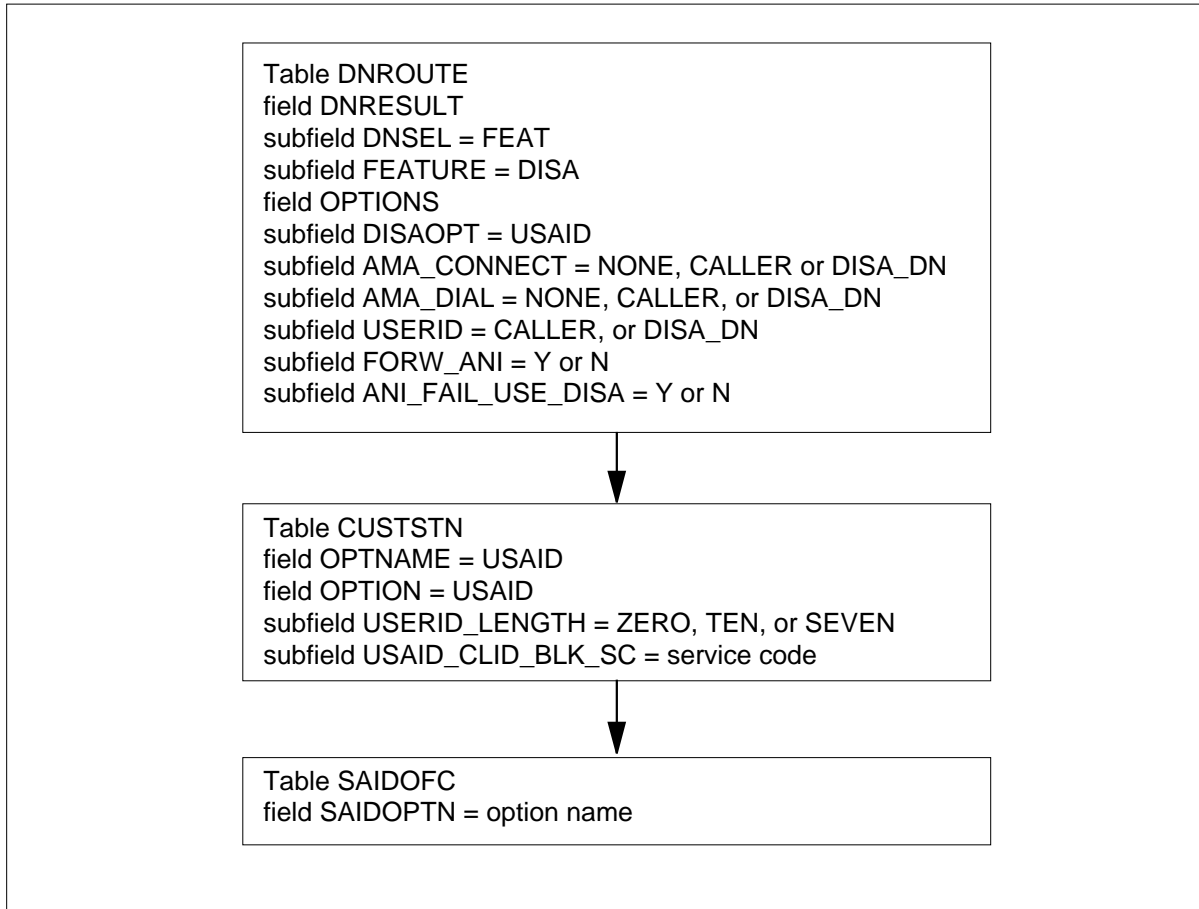 Table DNROUTE
field DNRESULT
subfield DNSEL = FEAT
subfield FEATURE = DISA
field OPTIONS
subfield DISAOPT = USAID
subfield AMA_CONNECT = NONE, CALLER or DISA_DN
subfield AMA_DIAL = NONE, CALLER, or DISA_DN
subfield USERID = CALLER, or DISA_DN
subfield FORW_ANI = Y or N
subfield ANI_FAIL_USE_DISA = Y or N
Table CUSTSTN
field OPTNAME = USAID
field OPTION = USAID
subfield USERID_LENGTH = ZERO, TEN, or SEVEN
subfield USAID_CLID_BLK_SC = service code
Table SAIDOFC
field SAIDOPTN = option name